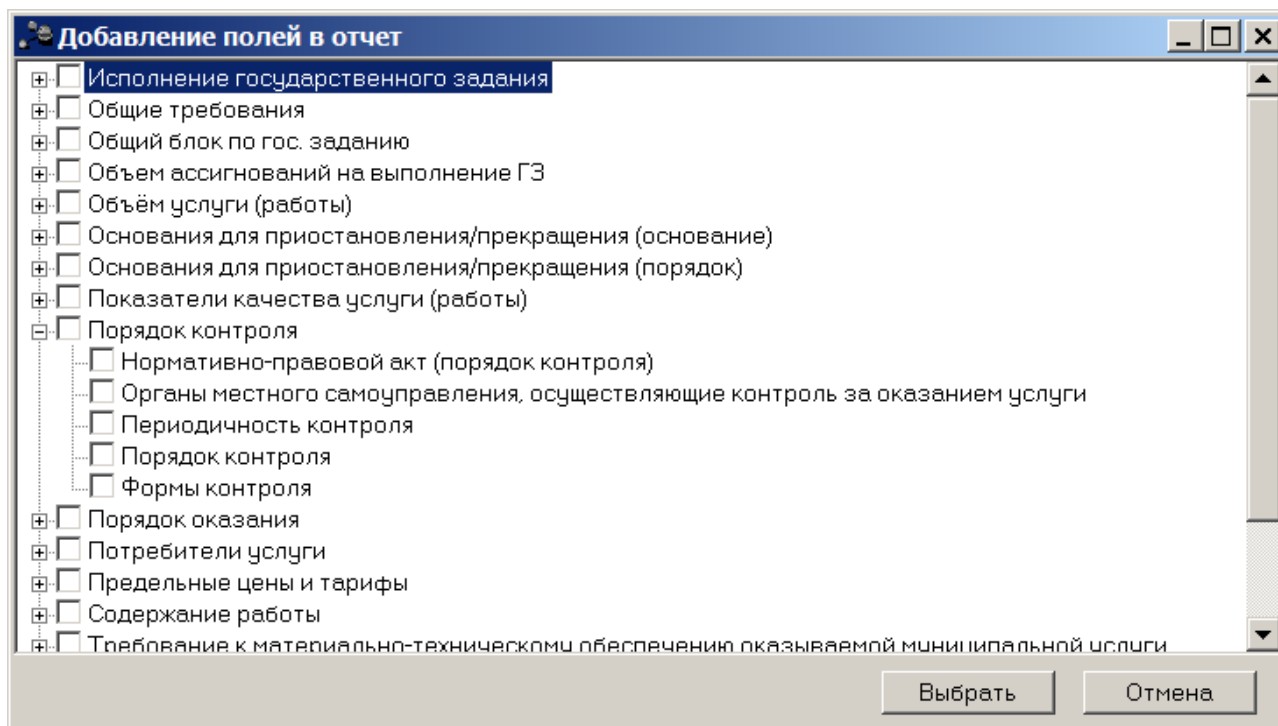 Добавление полей в отчет
Исполнение государственного задания
Общие требования
Общий блок по гос. заданию
Объем ассигнований на выполнение ГЗ
Объём услуги (работы)
Основания для приостановления/прекращения (основание)
Основания для приостановления/прекращения (порядок)
Показатели качества услуги (работы)
Порядок контроля
Нормативно-правовой акт (порядок контроля)
Органы местного самоуправления, осуществляющие контроль за оказанием услуги
Периодичность контроля
Порядок контроля
Формы контроля
Порядок оказания
Потребители услуги
Предельные цены и тарифы
Содержание работы
Требование к материально-техническому обеспечению оказываемой муниципальной услуги
Выбрать Отмена